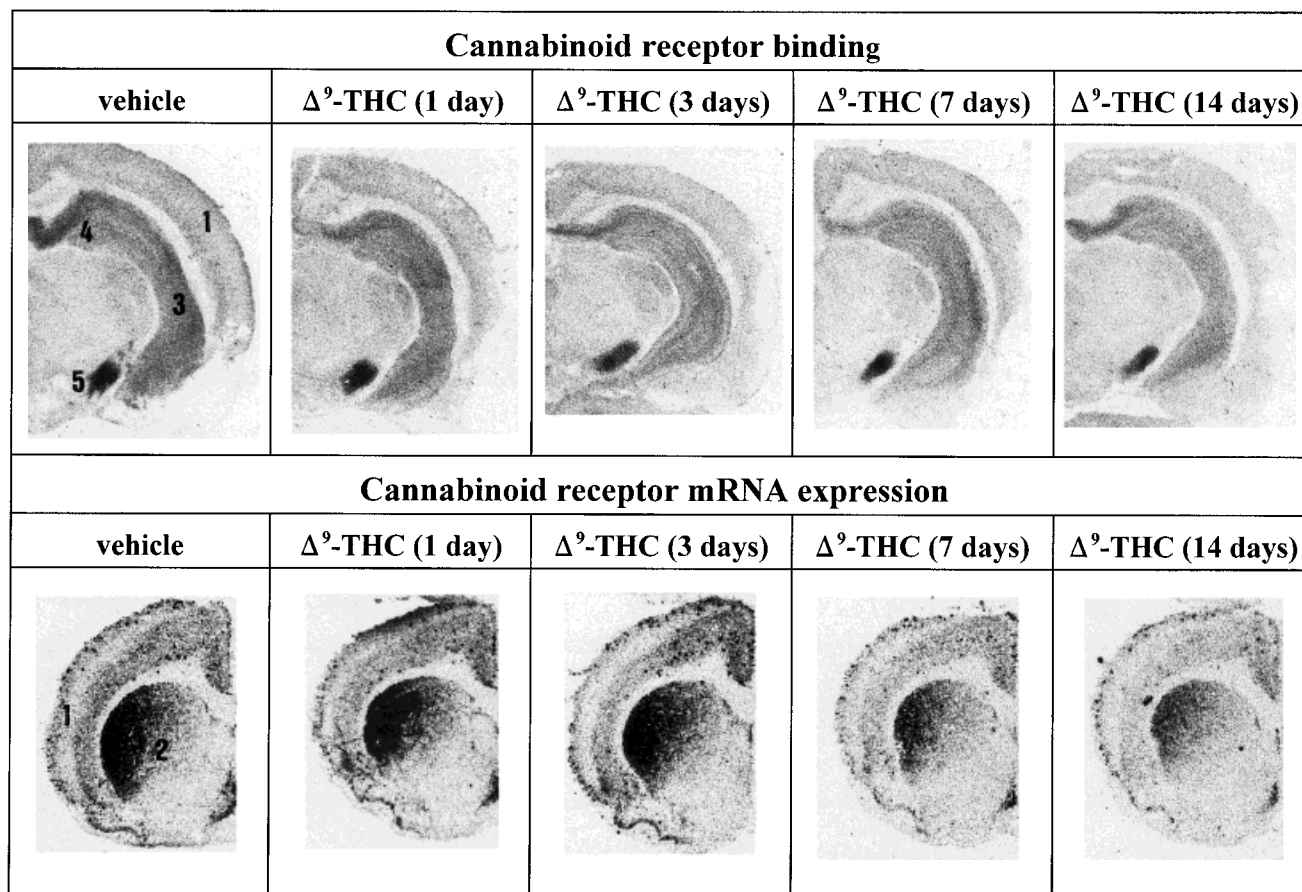 Cannabinoid receptor binding
vehicle Δ⁹-THC (1 day) Δ⁹-THC (3 days) Δ⁹-THC (7 days) Δ⁹-THC (14 days)
1
4
3
5
Cannabinoid receptor mRNA expression
vehicle Δ⁹-THC (1 day) Δ⁹-THC (3 days) Δ⁹-THC (7 days) Δ⁹-THC (14 days)
1
2